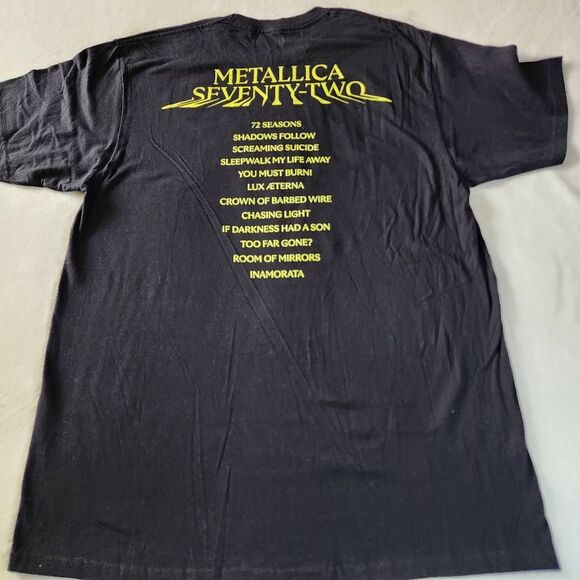 METALLICA
SEVENTY-TWO
72 SEASONS
SHADOWS FOLLOW
SCREAMING SUICIDE
SLEEPWALK MY LIFE AWAY
YOU MUST BURN!
LUX ÆTERNA
CROWN OF BARBED WIRE
CHASING LIGHT
IF DARKNESS HAD A SON
TOO FAR GONE?
ROOM OF MIRRORS
INAMORATA